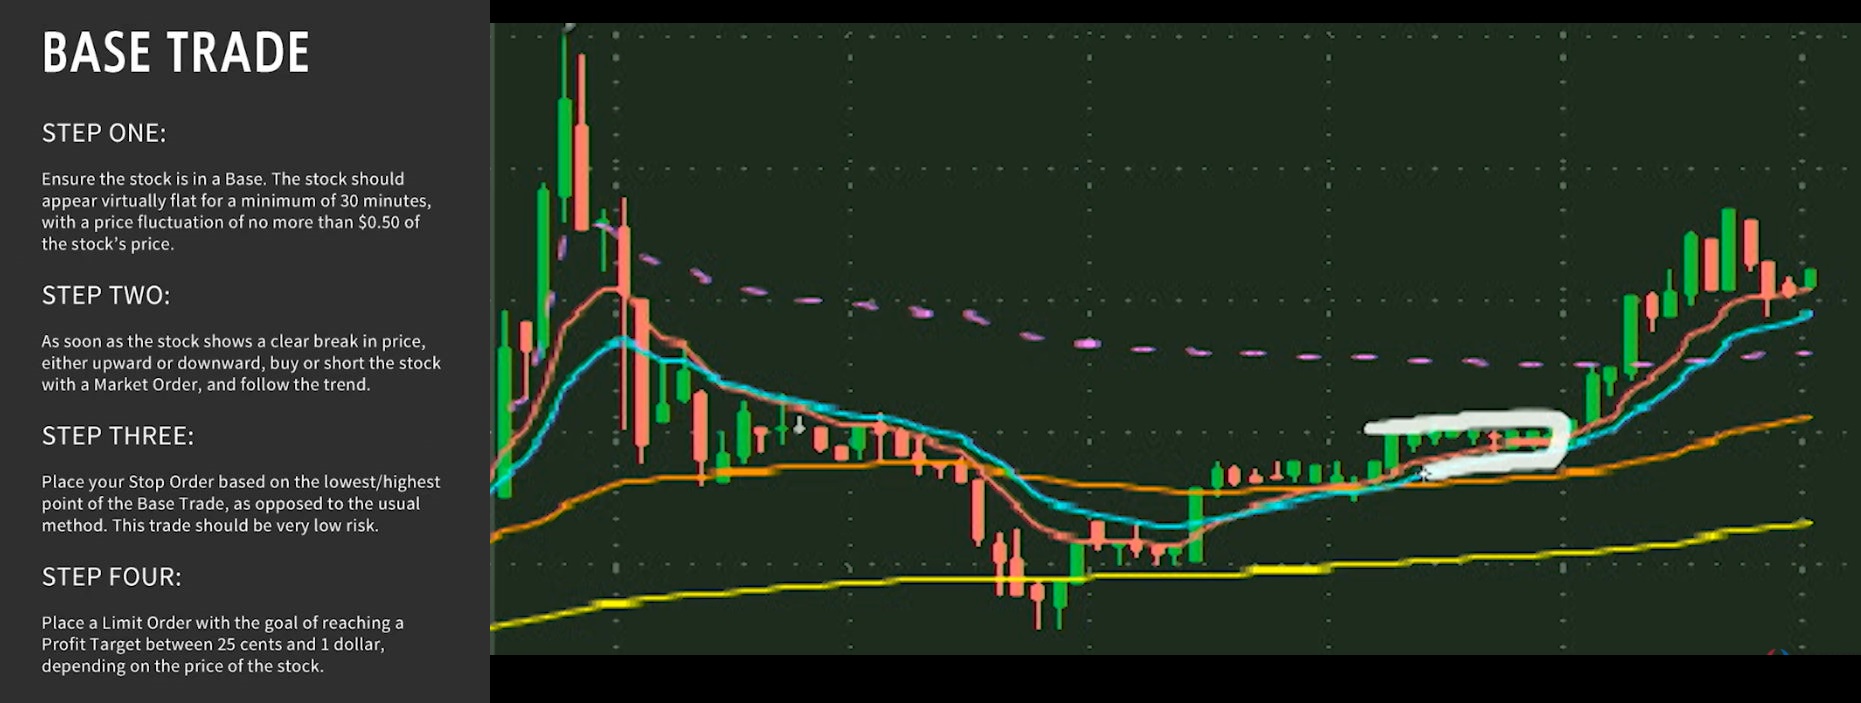 BASE TRADE
STEP ONE:
Ensure the stock is in a Base. The stock should
appear virtually flat for a minimum of 30 minutes,
with a price fluctuation of no more than $0.50 of
the stock's price.
STEP TWO:
As soon as the stock shows a clear break in price,
either upward or downward, buy or short the stock
with a Market Order, and follow the trend.
STEP THREE:
Place your Stop Order based on the lowest/highest
point of the Base Trade, as opposed to the usual
method. This trade should be very low risk.
STEP FOUR:
Place a Limit Order with the goal of reaching a
Profit Target between 25 cents and 1 dollar,
depending on the price of the stock.